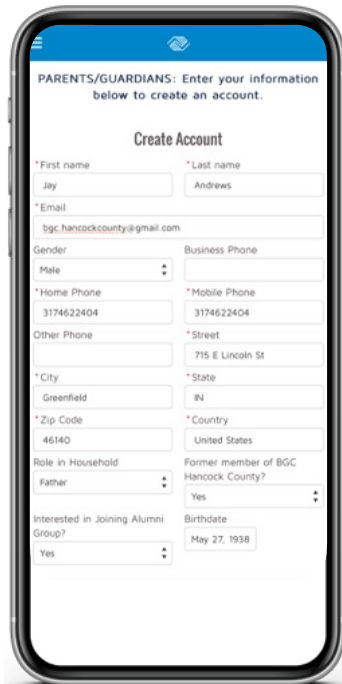 PARENTS/GUARDIANS: Enter your information
below to create an account.
Create Account
*First name
*Last name
Jay
Andrews
*Email
bgc.hancockcounty@gmail.com
Gender
Business Phone
Male
*Home Phone
*Mobile Phone
3174622404
3174622404
Other Phone
*Street
715 E Lincoln St
*City
*State
Greenfield
IN
*Zip Code
*Country
46140
United States
Role in Household
Former member of BGC
Hancock County?
Father
Yes
Interested in Joining Alumni
Group?
Birthdate
Yes
May 27, 1938